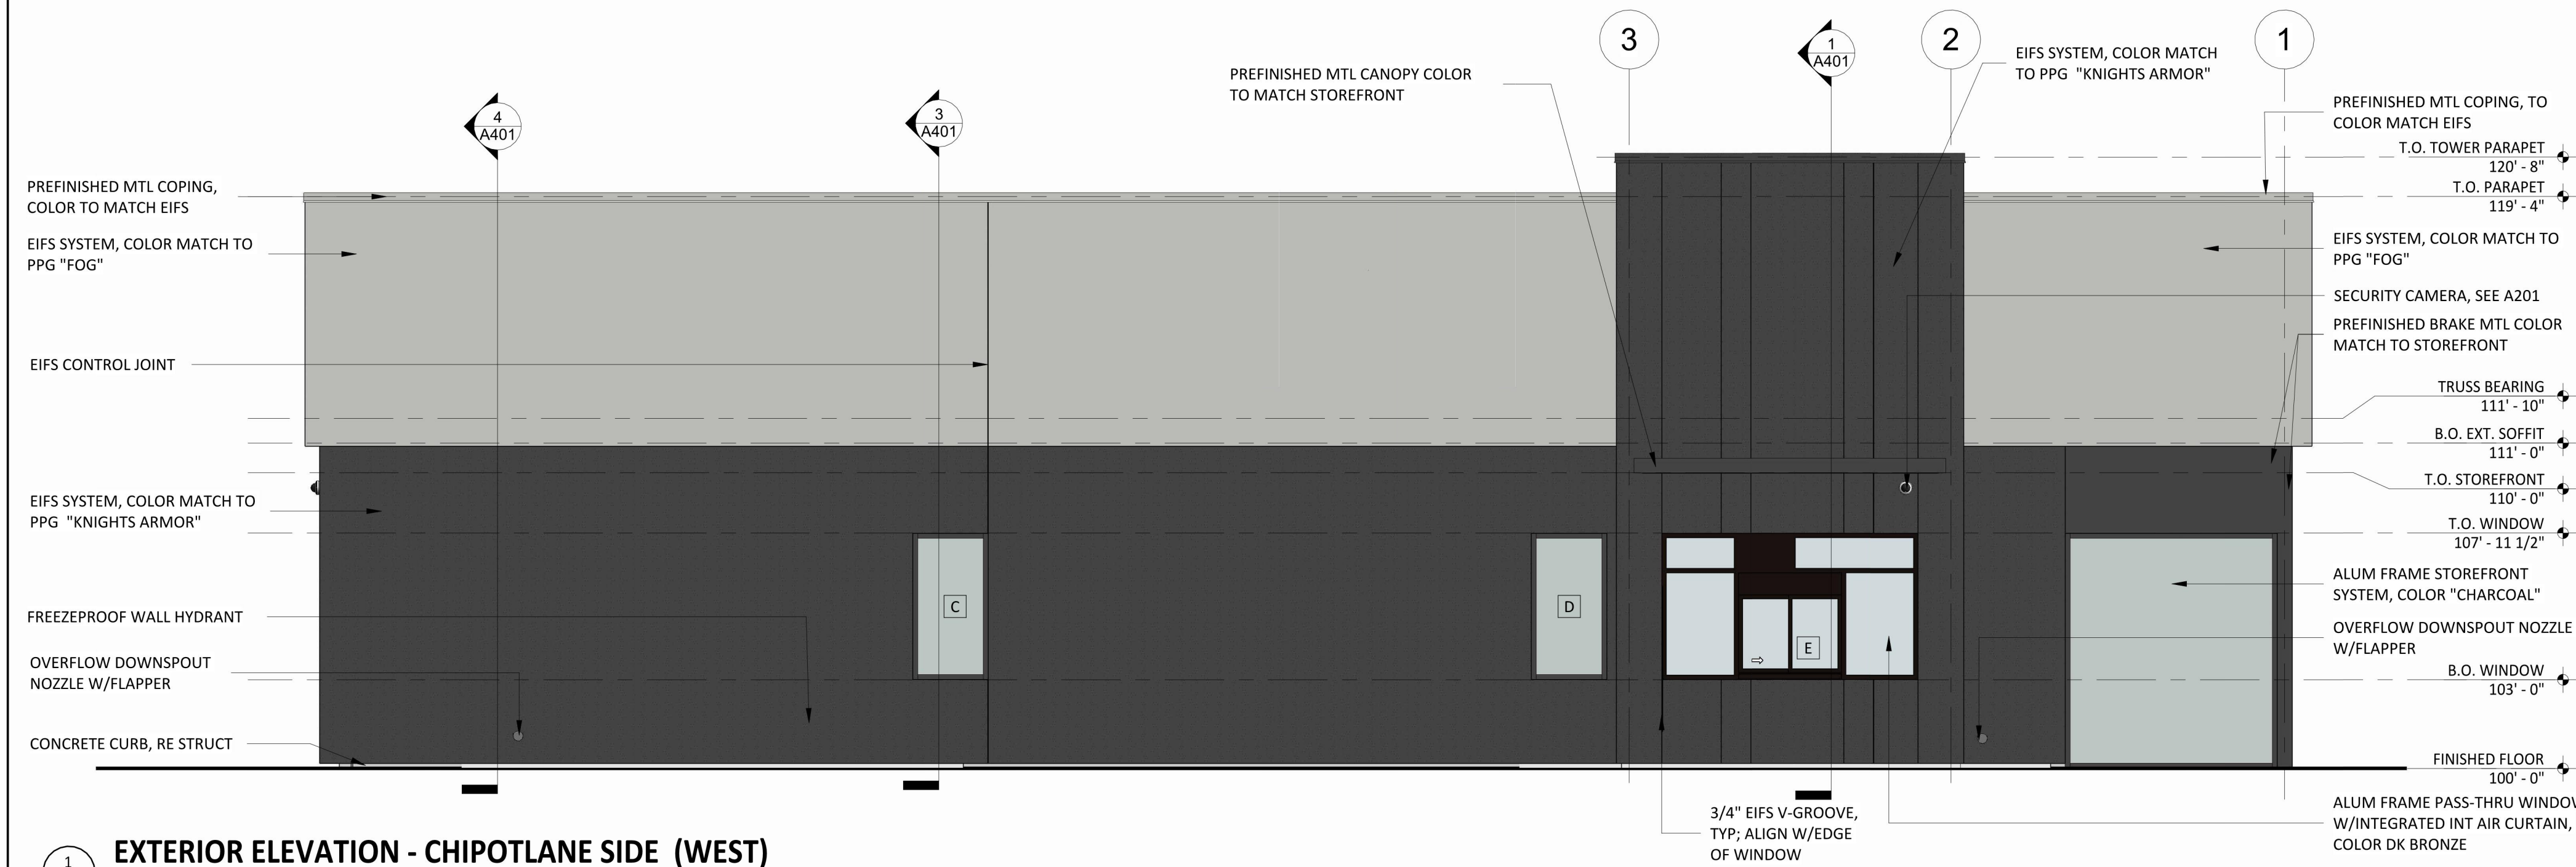 3
1
A401
2
1
4
A401
3
A401
PREFINISHED MTL CANOPY COLOR
TO MATCH STOREFRONT
EIFS SYSTEM, COLOR MATCH
TO PPG "KNIGHTS ARMOR"
PREFINISHED MTL COPING,
COLOR TO MATCH EIFS
EIFS SYSTEM, COLOR MATCH TO
PPG "FOG"
EIFS CONTROL JOINT
EIFS SYSTEM, COLOR MATCH TO
PPG "KNIGHTS ARMOR"
FREEZEPROOF WALL HYDRANT
OVERFLOW DOWNSPOUT
NOZZLE W/FLAPPER
CONCRETE CURB, RE STRUCT
C
D
E
PREFINISHED MTL COPING, TO
COLOR MATCH EIFS
T.O. TOWER PARAPET
120' - 8"
T.O. PARAPET
119' - 4"
EIFS SYSTEM, COLOR MATCH TO
PPG "FOG"
SECURITY CAMERA, SEE A201
PREFINISHED BRAKE MTL COLOR
MATCH TO STOREFRONT
TRUSS BEARING
111' - 10"
B.O. EXT. SOFFIT
111' - 0"
T.O. STOREFRONT
110' - 0"
T.O. WINDOW
107' - 11 1/2"
ALUM FRAME STOREFRONT
SYSTEM, COLOR "CHARCOAL"
OVERFLOW DOWNSPOUT NOZZLE
W/FLAPPER
B.O. WINDOW
103' - 0"
FINISHED FLOOR
100' - 0"
ALUM FRAME PASS-THRU WINDOW
W/INTEGRATED INT AIR CURTAIN,
COLOR DK BRONZE
3/4" EIFS V-GROOVE,
TYP; ALIGN W/EDGE
OF WINDOW
1
EXTERIOR ELEVATION - CHIPOTLANE SIDE (WEST)